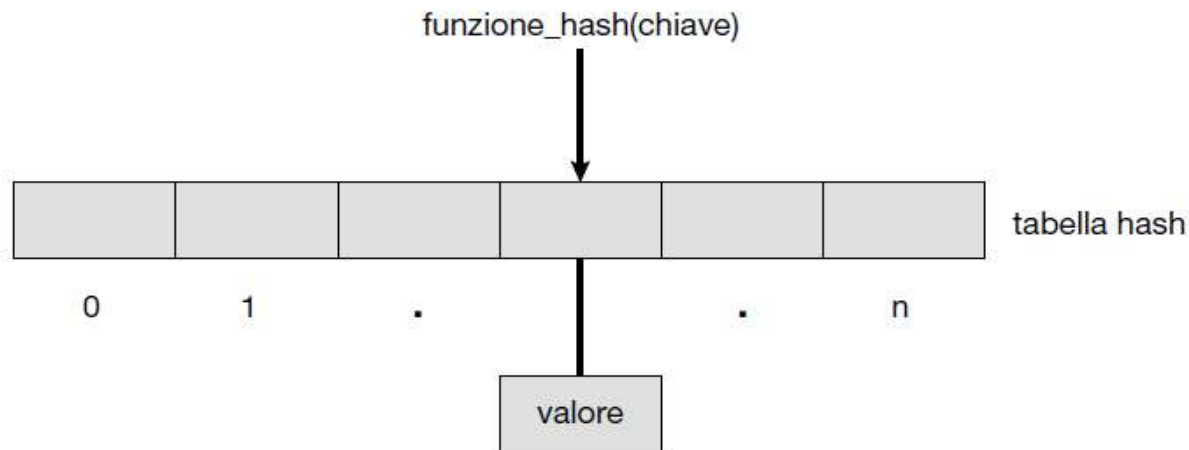 funzione_hash(chiave)
tabella hash
0 1 . . n
valore